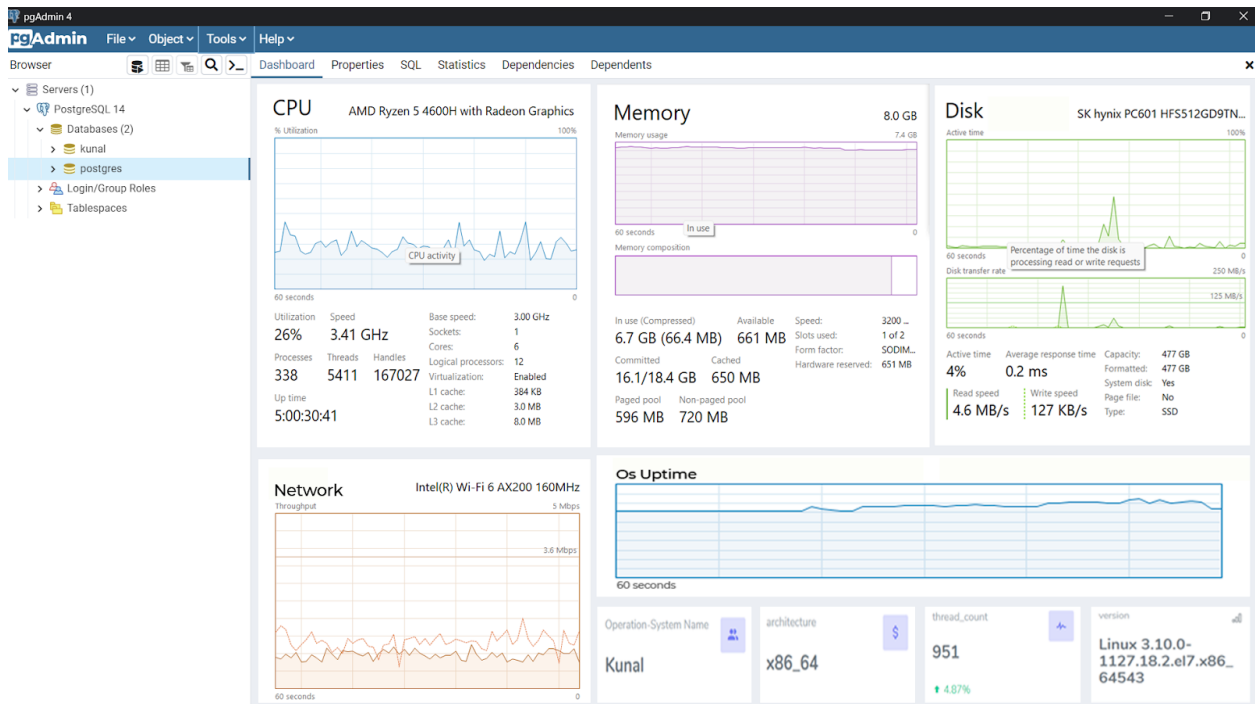 pgAdmin 4
pgAdmin File Object Tools Help
Browser
Dashboard Properties SQL Statistics Dependencies Dependents
Servers (1)
PostgreSQL 14
Databases (2)
kunal
postgres
Login/Group Roles
Tablespaces
CPU AMD Ryzen 5 4600H with Radeon Graphics
% Utilization 100%
CPU activity
60 seconds 0
Utilization Speed
26% 3.41 GHz
Processes Threads Handles
338 5411 167027
Up time
5:00:30:41
Base speed: 3.00 GHz
Sockets: 1
Cores: 6
Logical processors: 12
Virtualization: Enabled
L1 cache: 384 KB
L2 cache: 3.0 MB
L3 cache: 8.0 MB
Memory 8.0 GB
Memory usage 7.4 GB
In use
60 seconds 0
Memory composition
In use (Compressed) Available
6.7 GB (66.4 MB) 661 MB
Committed Cached
16.1/18.4 GB 650 MB
Paged pool Non-paged pool
596 MB 720 MB
Speed: 3200 ...
Slots used: 1 of 2
Form factor: SODIM...
Hardware reserved: 651 MB
Disk SK hynix PC601 HFS512GD9TN...
Active time 100%
Percentage of time the disk is
processing read or write requests
60 seconds 0
Disk transfer rate 250 MB/s
125 MB/s
60 seconds 0
Active time Average response time
4% 0.2 ms
Read speed Write speed
4.6 MB/s 127 KB/s
Capacity: 477 GB
Formatted: 477 GB
System disk: Yes
Page file: No
Type: SSD
Network Intel(R) Wi-Fi 6 AX200 160MHz
Throughput 5 Mbps
3.6 Mbps
60 seconds 0
Os Uptime
60 seconds
Operation-System Name
Kunal
architecture
$
x86_64
thread_count
951
4.87%
version
Linux 3.10.0-
1127.18.2.el7.x86_
64543